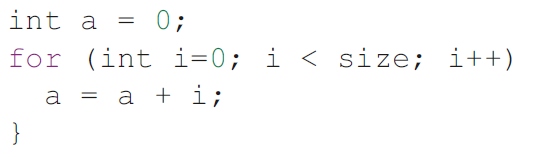 int a = 0;
for (int i=0; i < size; i++)
  a = a + i;
}